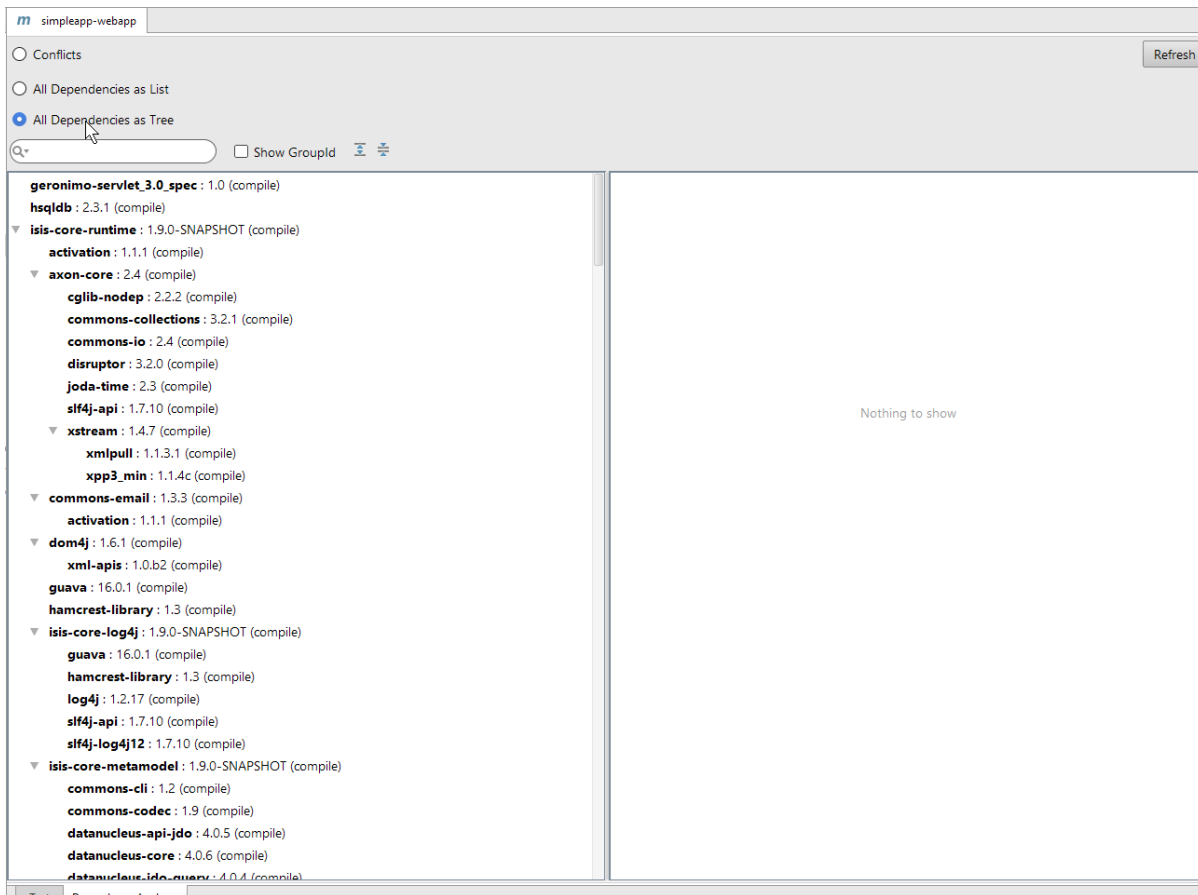 m simpleapp-webapp
Conflicts
Refresh
All Dependencies as List
All Dependencies as Tree
Show GroupId
geronimo-servlet_3.0_spec : 1.0 (compile)
hsqldb : 2.3.1 (compile)
isis-core-runtime : 1.9.0-SNAPSHOT (compile)
activation : 1.1.1 (compile)
axon-core : 2.4 (compile)
cglib-nodep : 2.2.2 (compile)
commons-collections : 3.2.1 (compile)
commons-io : 2.4 (compile)
disruptor : 3.2.0 (compile)
joda-time : 2.3 (compile)
slf4j-api : 1.7.10 (compile)
xstream : 1.4.7 (compile)
xmlpull : 1.1.3.1 (compile)
xpp3_min : 1.1.4c (compile)
commons-email : 1.3.3 (compile)
activation : 1.1.1 (compile)
dom4j : 1.6.1 (compile)
xml-apis : 1.0.b2 (compile)
guava : 16.0.1 (compile)
hamcrest-library : 1.3 (compile)
isis-core-log4j : 1.9.0-SNAPSHOT (compile)
guava : 16.0.1 (compile)
hamcrest-library : 1.3 (compile)
log4j : 1.2.17 (compile)
slf4j-api : 1.7.10 (compile)
slf4j-log4j12 : 1.7.10 (compile)
isis-core-metamodel : 1.9.0-SNAPSHOT (compile)
commons-cli : 1.2 (compile)
commons-codec : 1.9 (compile)
datanucleus-api-jdo : 4.0.5 (compile)
datanucleus-core : 4.0.6 (compile)
datanucleus-jdo-query : 4.0.4 (compile)
Nothing to show